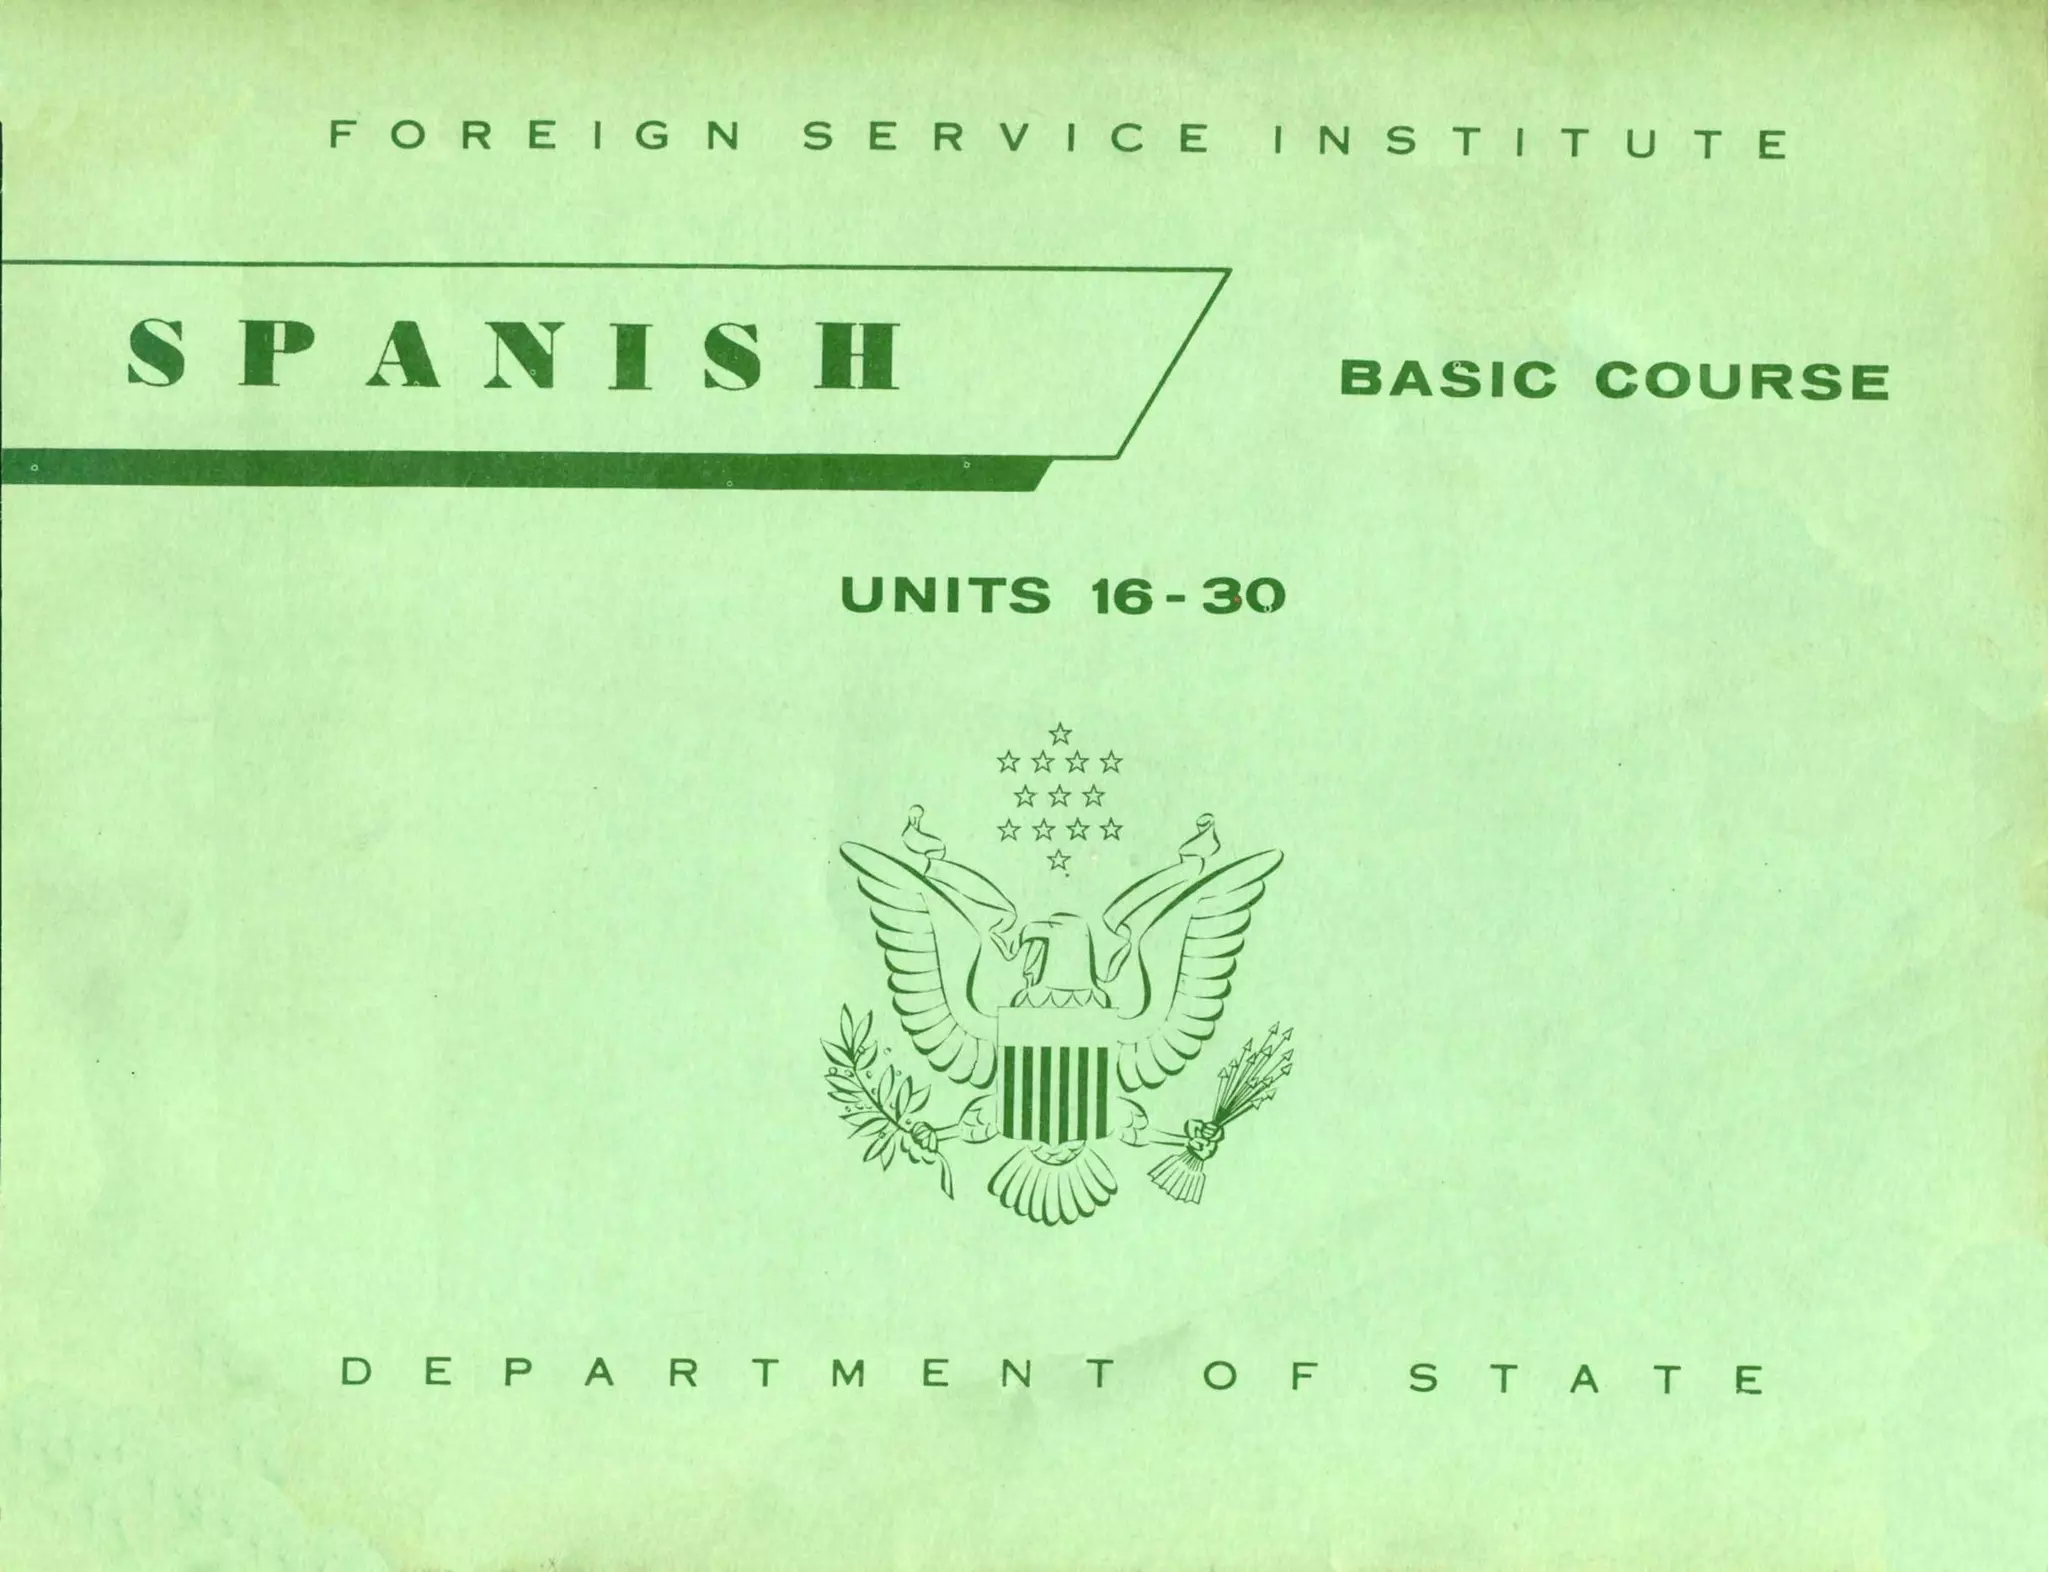 FOREIGN SERVICE INSTITUTE
SPANISH
BASIC COURSE
UNITS 16-30
DEPARTMENT OF STATE